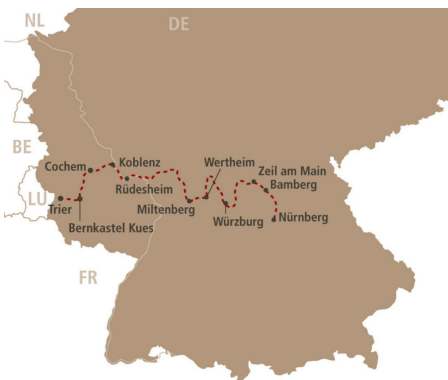 NL
DE
BE
Cochem
Koblenz
Wertheim
Zeil am Main
Rüdesheim
Bamberg
LU
Trier
Miltenberg
Bernkastel Kues
Würzburg
Nürnberg
FR